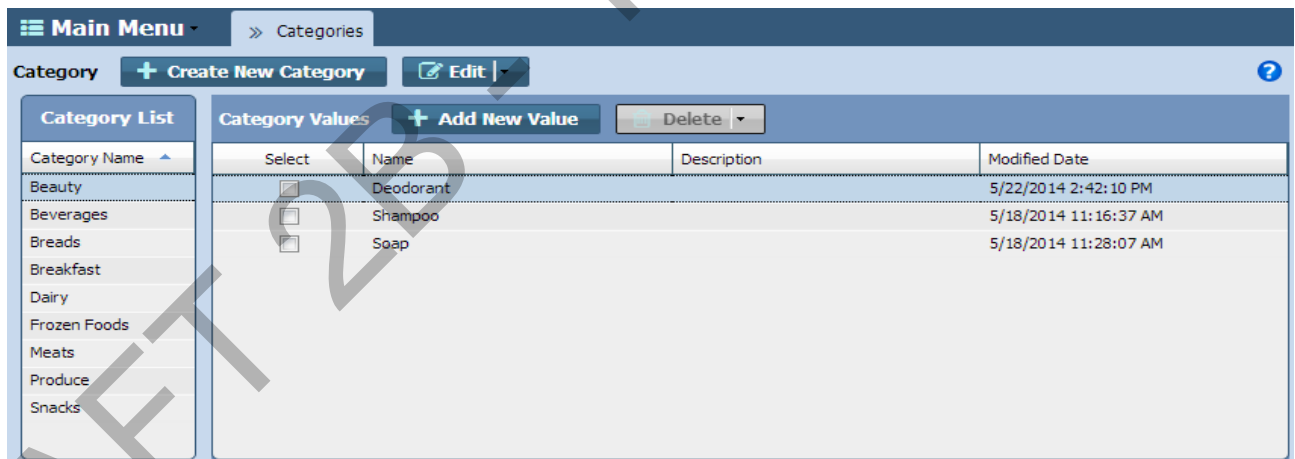 Main Menu
» Categories
Category + Create New Category Edit
?
Category List
Category Values + Add New Value Delete
Category Name
Select Name Description Modified Date
Beauty
Deodorant 5/22/2014 2:42:10 PM
Beverages
Shampoo 5/18/2014 11:16:37 AM
Breads
Soap 5/18/2014 11:28:07 AM
Breakfast
Dairy
Frozen Foods
Meats
Produce
Snacks
AFT 2B -